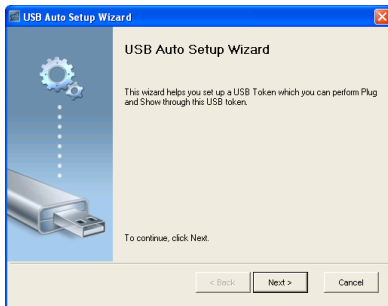 USB Auto Setup Wizard
USB Auto Setup Wizard
This wizard helps you set up a USB Token which you can perform Plug
and Show through this USB token.
To continue, click Next.
< Back
Next >
Cancel